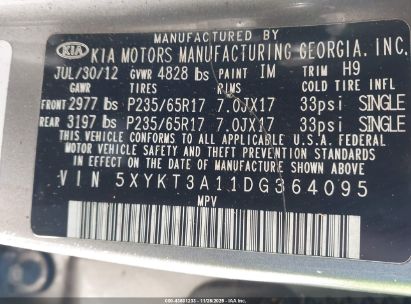 MANUFACTURED BY
KIA KIA MOTORS MANUFACTURING GEORGIA, INC.
JUL/30/12 GVWR 4828 lbs PAINT IM TRIM H9
GAWR TIRES RIMS COLD TIRE INFL
FRONT 2977 lbs P235/65R17 7.0JX17 33psi SINGLE
REAR 3197 lbs P235/65R17 7.0JX17 33psi SINGLE
THIS VEHICLE CONFORMS TO ALL APPLICABLE U.S.A. FEDERAL
MOTOR VEHICLE SAFETY AND THEFT PREVENTION STANDARDS IN
EFFECT ON THE DATE OF MANUFACTURE SHOWN ABOVE.
VIN 5XYKT3A11DG364095
MPV